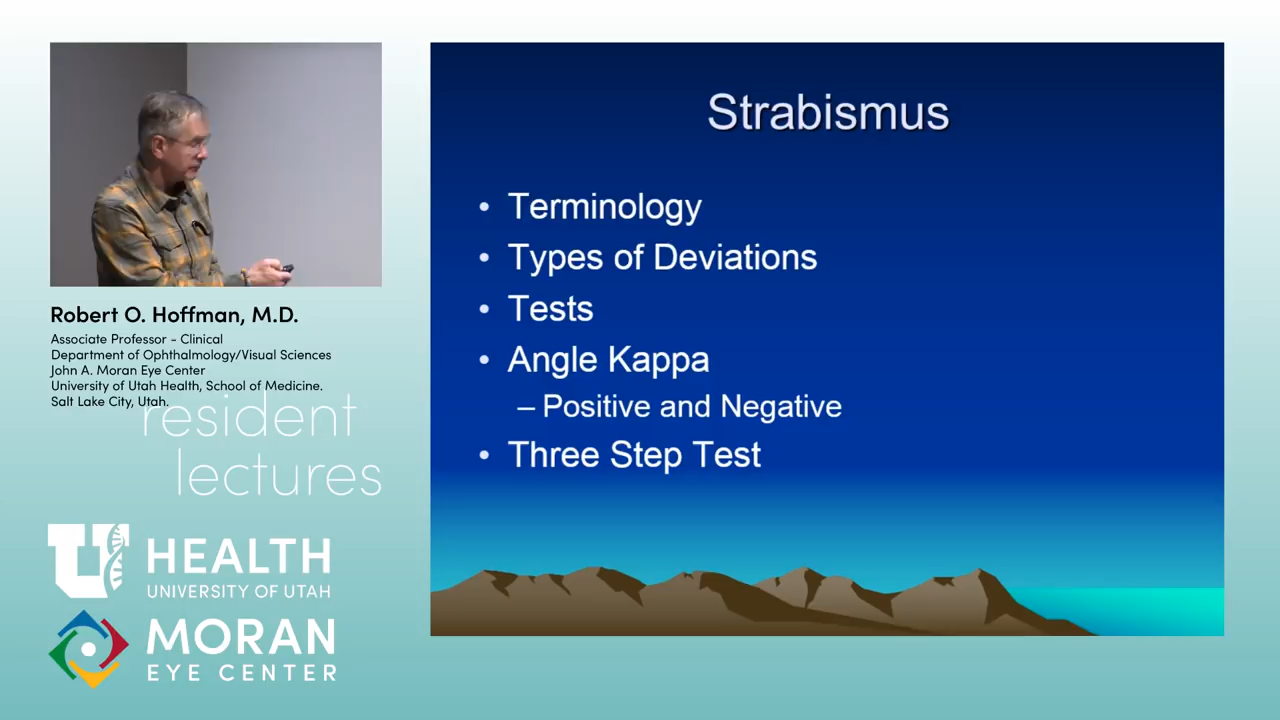 Robert O. Hoffman, M.D.
Associate Professor - Clinical
Department of Ophthalmology/Visual Sciences
John A. Moran Eye Center
University of Utah Health, School of Medicine.
Salt Lake City, Utah.
resident
lectures
U HEALTH
UNIVERSITY OF UTAH
MORAN
EYE CENTER
Strabismus
• Terminology
• Types of Deviations
• Tests
• Angle Kappa
– Positive and Negative
• Three Step Test